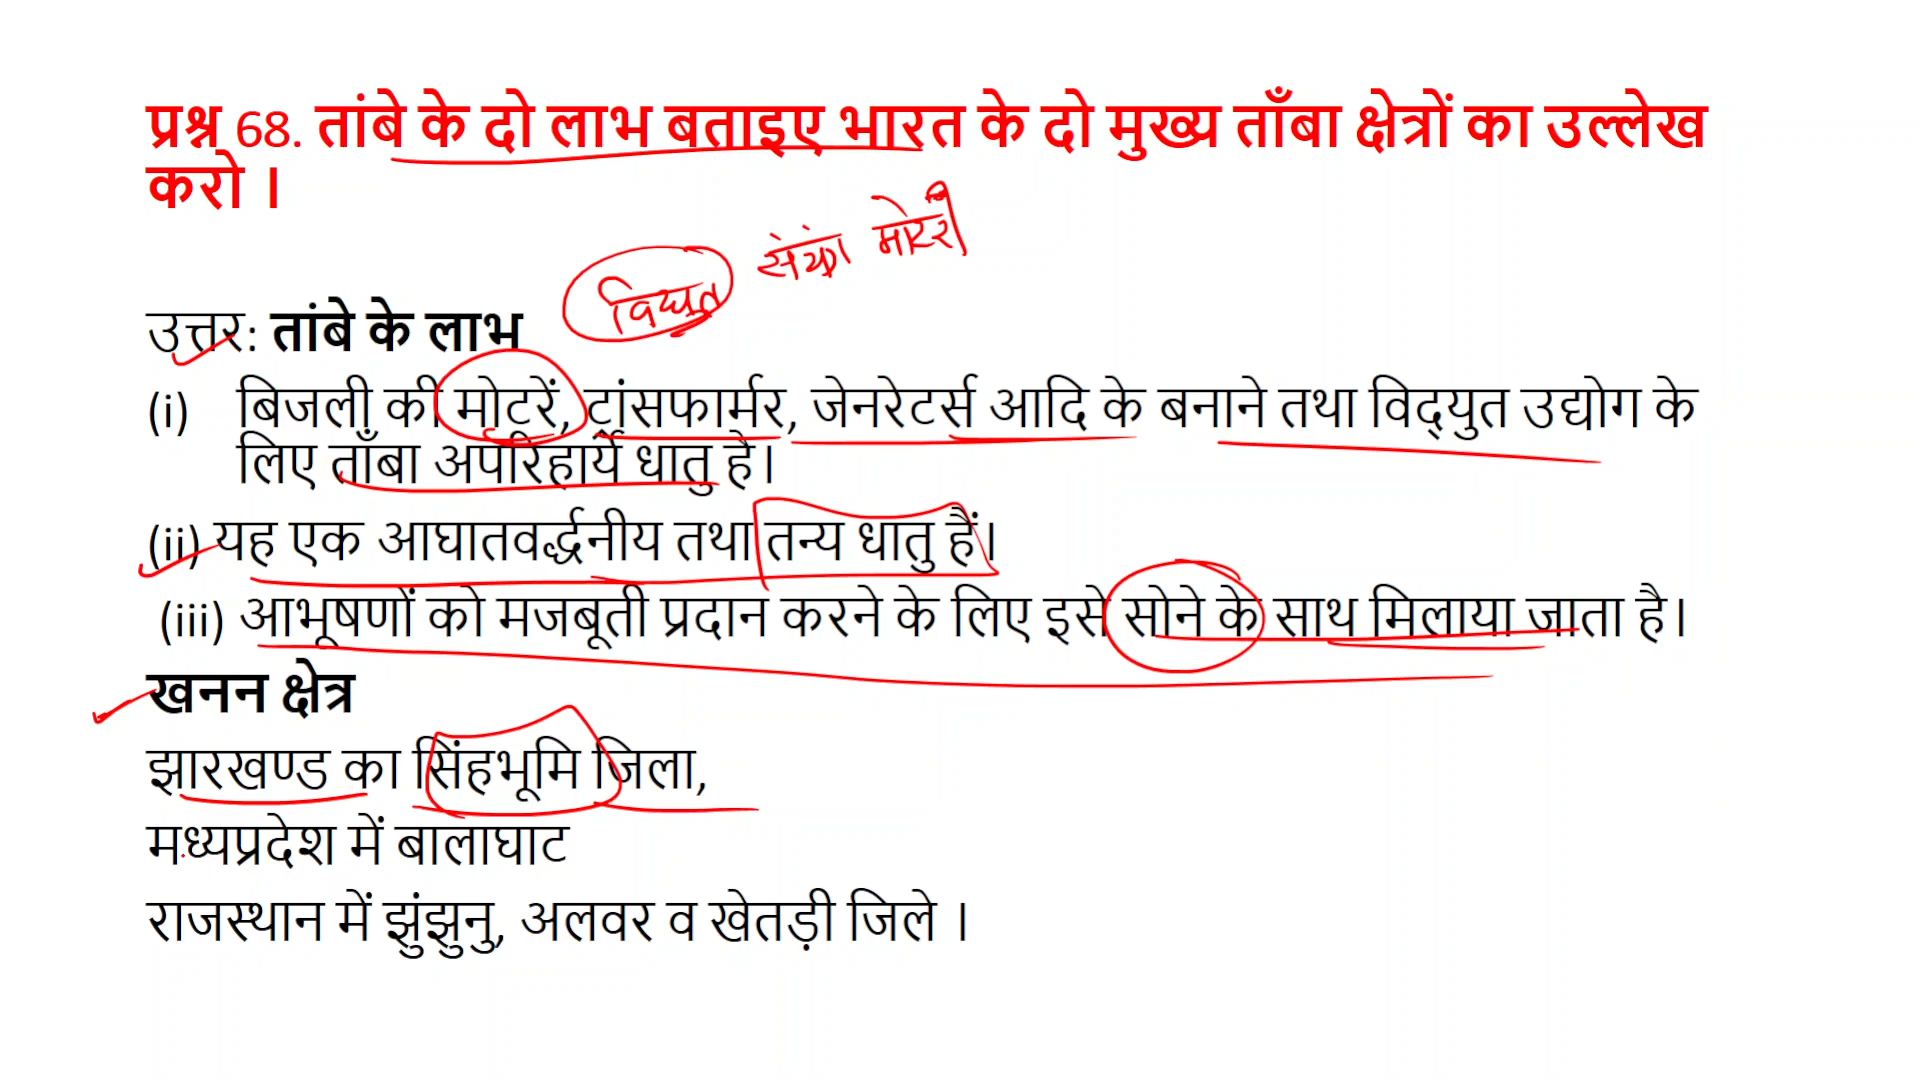 प्रश्न 68. तांबे के दो लाभ बताइए भारत के दो मुख्य ताँबा क्षेत्रों का उल्लेख
करो ।
विद्युत
उत्तर: तांबे के लाभ
(i) बिजली की मोटरें, ट्रांसफार्मर, जेनरेटर्स आदि के बनाने तथा विद्युत उद्योग के
लिए ताँबा अपरिहार्य धातु है।
(ii) यह एक आघातवर्द्धनीय तथा तन्य धातु हैं।
(iii) आभूषणों को मजबूती प्रदान करने के लिए इसे सोने के साथ मिलाया जाता है।
खनन क्षेत्र
झारखण्ड का सिंहभूमि जिला,
मध्यप्रदेश में बालाघाट
राजस्थान में झुंझुनु, अलवर व खेतड़ी जिले ।